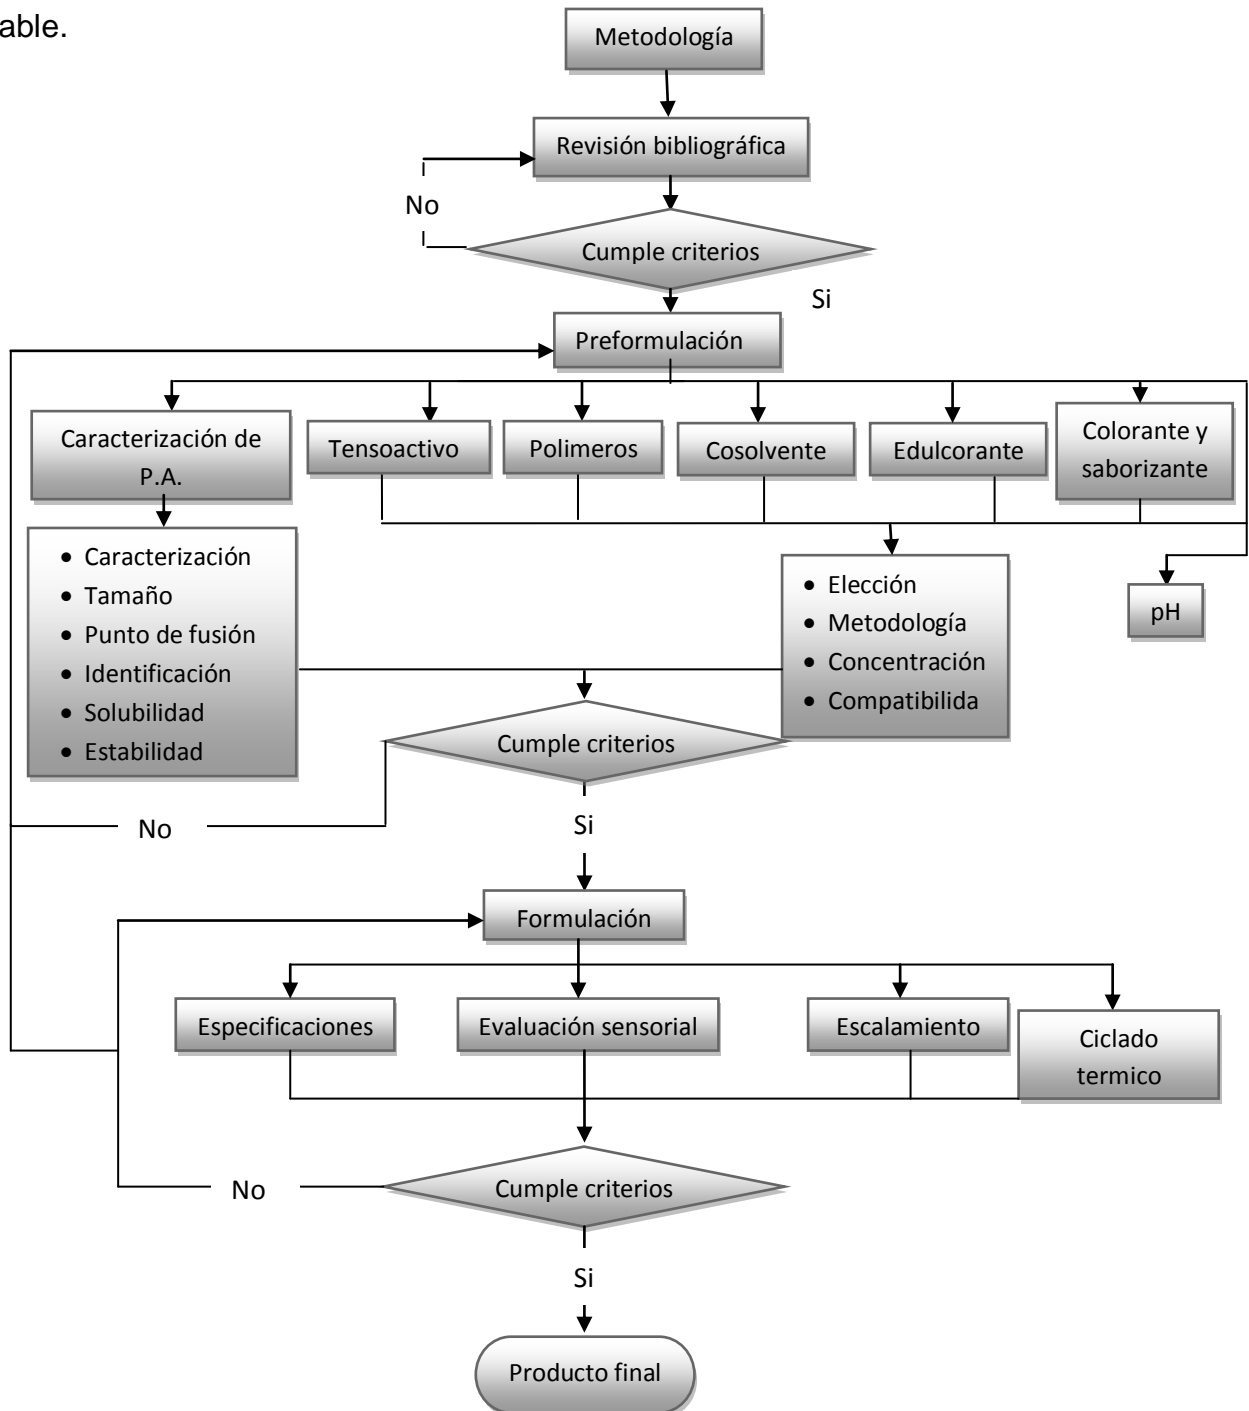 able.
Metodología
Revisión bibliográfica
No
Cumple criterios
Si
Preformulación
Caracterización de
P.A.
Tensoactivo
Polimeros
Cosolvente
Edulcorante
Colorante y
saborizante
• Caracterización
• Tamaño
• Punto de fusión
• Identificación
• Solubilidad
• Estabilidad
• Elección
• Metodología
• Concentración
• Compatibilida
pH
Cumple criterios
No
Si
Formulación
Especificaciones
Evaluación sensorial
Escalamiento
Ciclado
termico
Cumple criterios
No
Si
Producto final